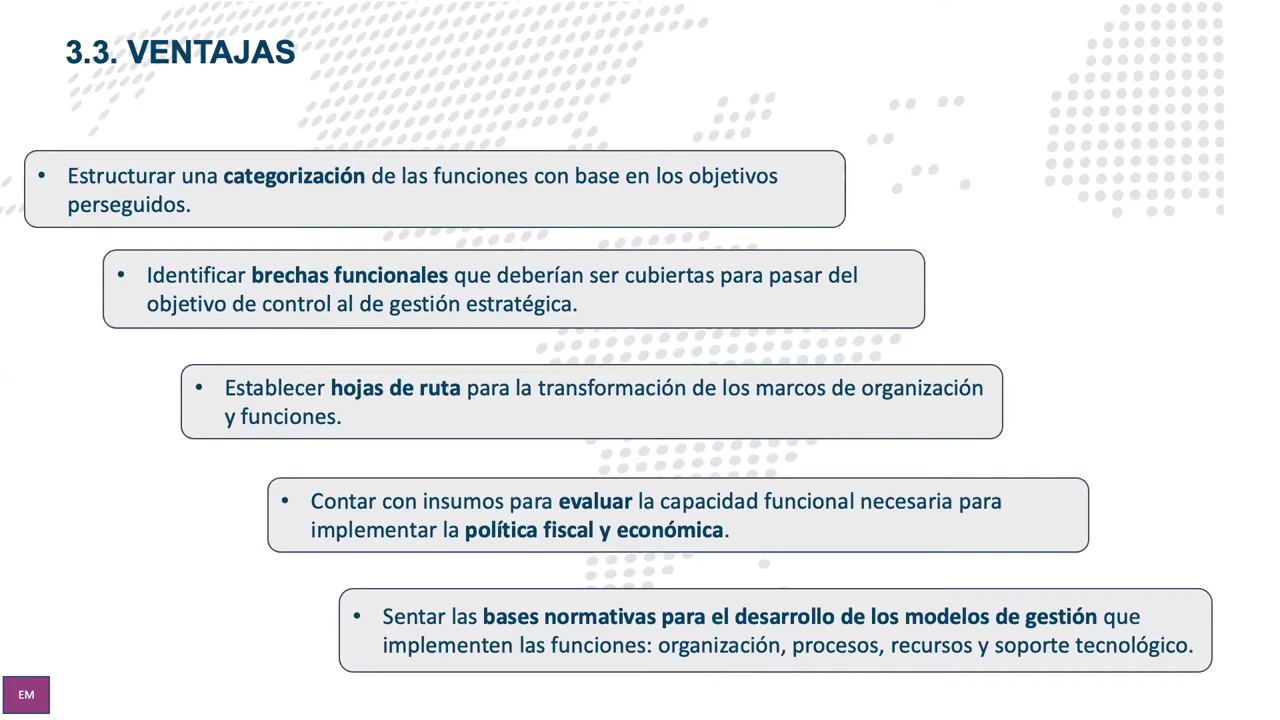 3.3. VENTAJAS
• Estructurar una categorización de las funciones con base en los objetivos
perseguidos.
• Identificar brechas funcionales que deberían ser cubiertas para pasar del
objetivo de control al de gestión estratégica.
• Establecer hojas de ruta para la transformación de los marcos de organización
y funciones.
• Contar con insumos para evaluar la capacidad funcional necesaria para
implementar la política fiscal y económica.
• Sentar las bases normativas para el desarrollo de los modelos de gestión que
implementen las funciones: organización, procesos, recursos y soporte tecnológico.
EM